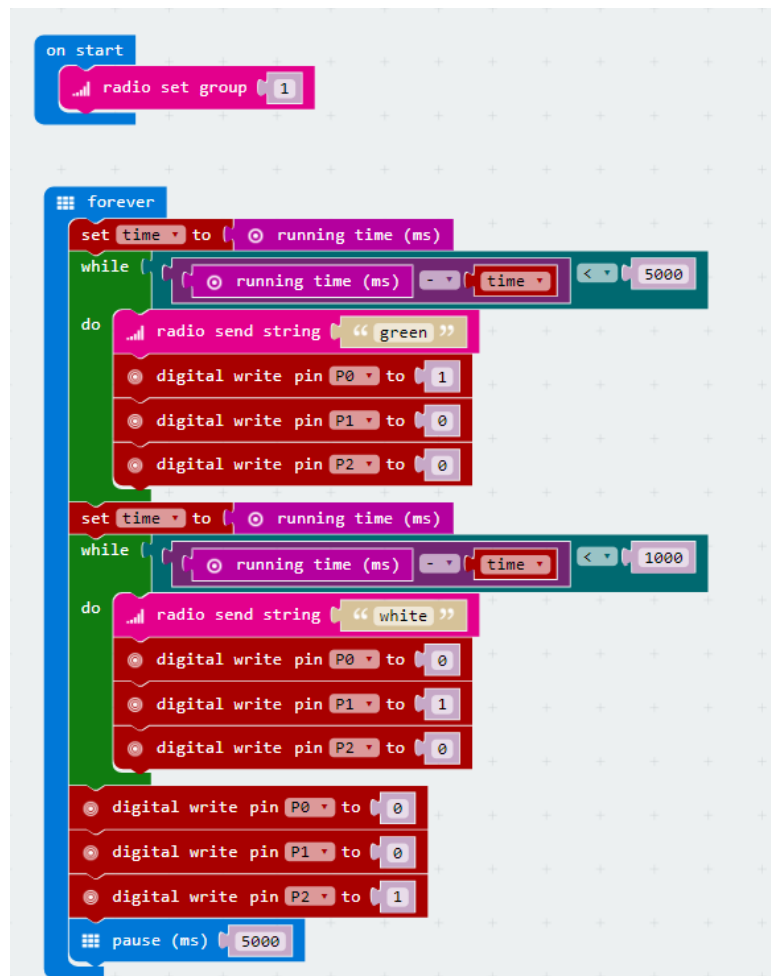 on start
radio set group 1
forever
set time to running time (ms)
while running time (ms) - time < 5000
do radio send string “ green ”
digital write pin P0 to 1
digital write pin P1 to 0
digital write pin P2 to 0
set time to running time (ms)
while running time (ms) - time < 1000
do radio send string “ white ”
digital write pin P0 to 0
digital write pin P1 to 1
digital write pin P2 to 0
digital write pin P0 to 0
digital write pin P1 to 0
digital write pin P2 to 1
pause (ms) 5000